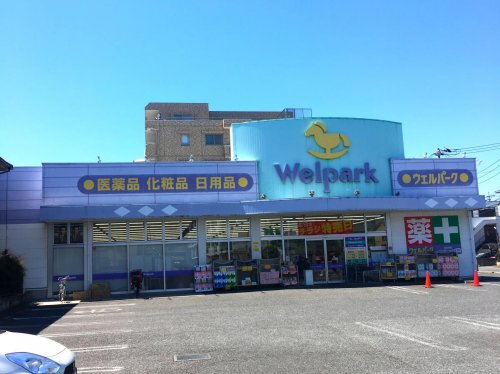 Welpark
医薬品 化粧品 日用品
ウェルパーク
薬